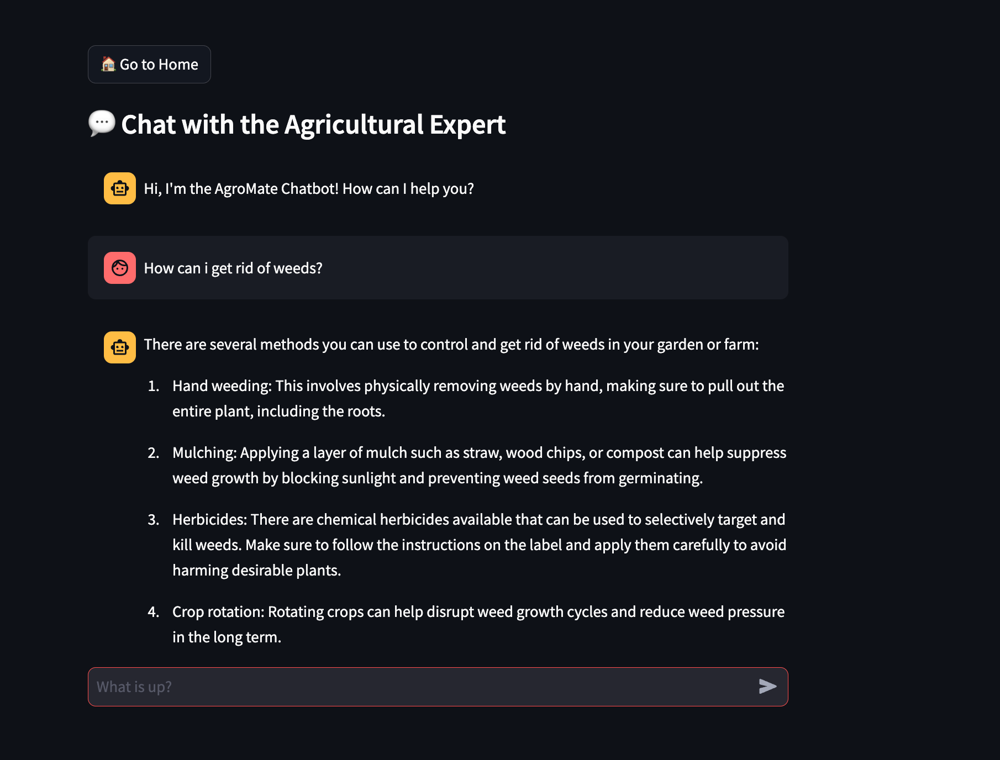 🏠 Go to Home
💬 Chat with the Agricultural Expert
Hi, I'm the AgroMate Chatbot! How can I help you?
How can i get rid of weeds?
There are several methods you can use to control and get rid of weeds in your garden or farm:
1. Hand weeding: This involves physically removing weeds by hand, making sure to pull out the
entire plant, including the roots.
2. Mulching: Applying a layer of mulch such as straw, wood chips, or compost can help suppress
weed growth by blocking sunlight and preventing weed seeds from germinating.
3. Herbicides: There are chemical herbicides available that can be used to selectively target and
kill weeds. Make sure to follow the instructions on the label and apply them carefully to avoid
harming desirable plants.
4. Crop rotation: Rotating crops can help disrupt weed growth cycles and reduce weed pressure
in the long term.
What is up?